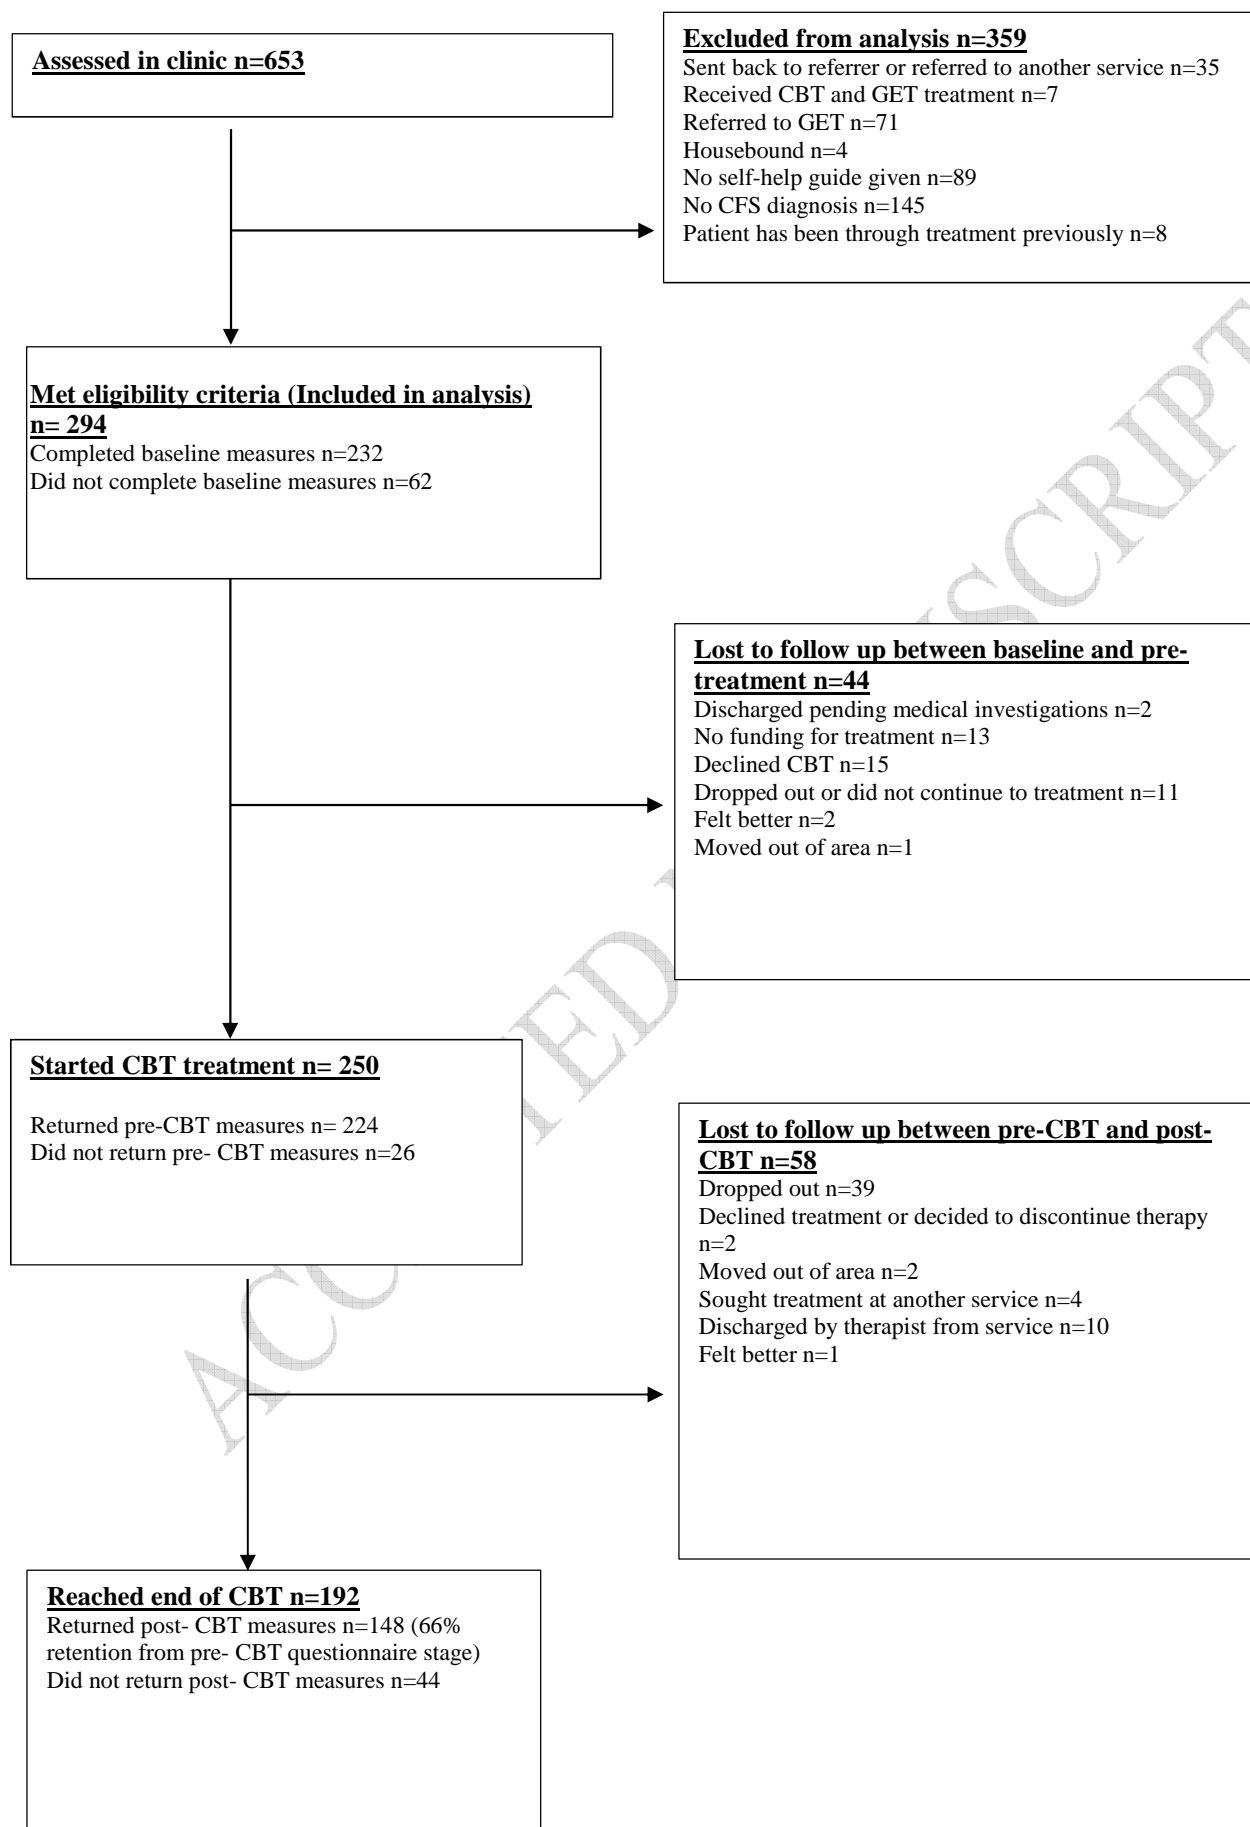 Assessed in clinic n=653
Excluded from analysis n=359
Sent back to referrer or referred to another service n=35
Received CBT and GET treatment n=7
Referred to GET n=71
Housebound n=4
No self-help guide given n=89
No CFS diagnosis n=145
Patient has been through treatment previously n=8
Met eligibility criteria (Included in analysis)
n= 294
Completed baseline measures n=232
Did not complete baseline measures n=62
Lost to follow up between baseline and pre-
treatment n=44
Discharged pending medical investigations n=2
No funding for treatment n=13
Declined CBT n=15
Dropped out or did not continue to treatment n=11
Felt better n=2
Moved out of area n=1
Started CBT treatment n= 250
Returned pre-CBT measures n= 224
Did not return pre- CBT measures n=26
Lost to follow up between pre-CBT and post-
CBT n=58
Dropped out n=39
Declined treatment or decided to discontinue therapy
n=2
Moved out of area n=2
Sought treatment at another service n=4
Discharged by therapist from service n=10
Felt better n=1
Reached end of CBT n=192
Returned post- CBT measures n=148 (66%
retention from pre- CBT questionnaire stage)
Did not return post- CBT measures n=44